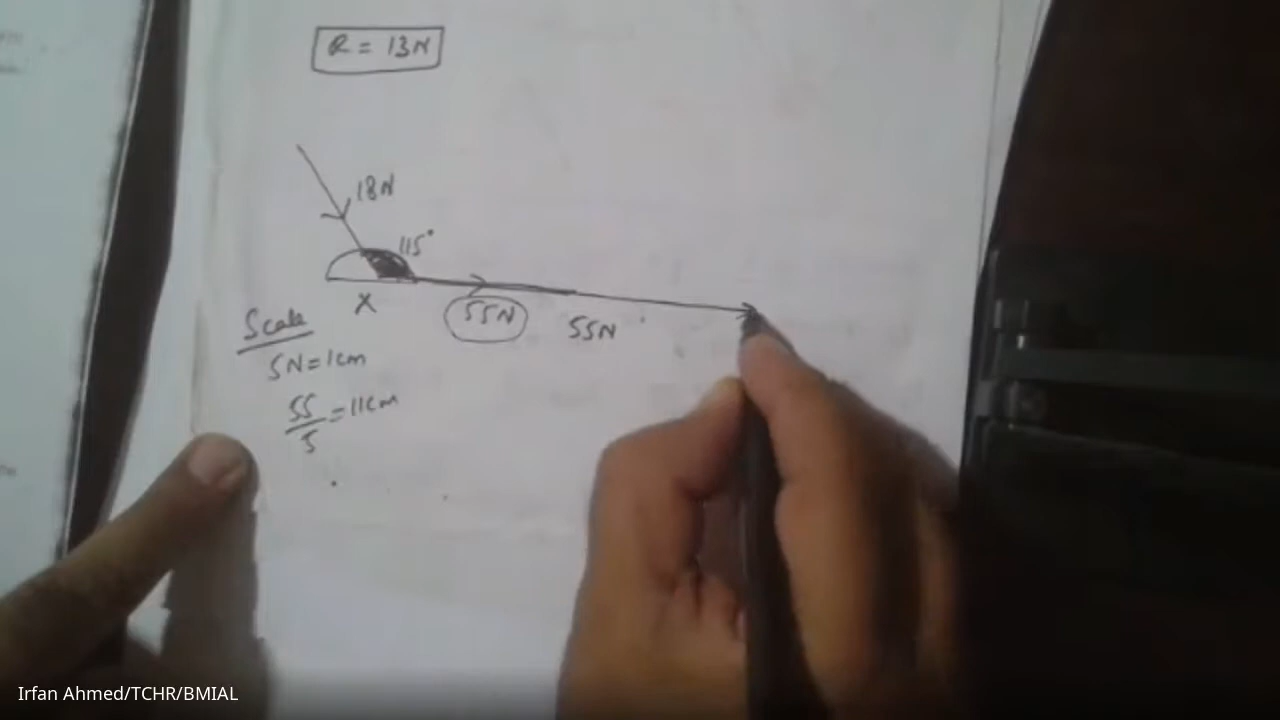 R = 13N
18N
115°
X
55N
55N
Scale
5N=1cm
55/5=11cm
Irfan Ahmed/TCHR/BMIAL